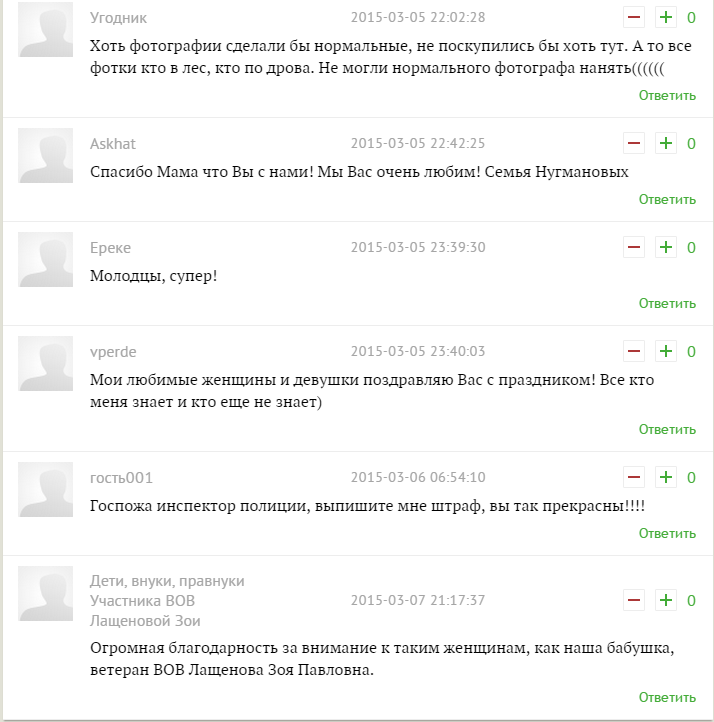 Угодник 2015-03-05 22:02:28 0
Хоть фотографии сделали бы нормальные, не поскупились бы хоть тут. А то все
фотки кто в лес, кто по дрова. Не могли нормального фотографа нанять((((((
Ответить
Askhat 2015-03-05 22:42:25 0
Спасибо Мама что Вы с нами! Мы Вас очень любим! Семья Нугмановых
Ответить
Ереке 2015-03-05 23:39:30 0
Молодцы, супер!
Ответить
vperde 2015-03-05 23:40:03 0
Мои любимые женщины и девушки поздравляю Вас с праздником! Все кто
меня знает и кто еще не знает)
Ответить
гость001 2015-03-06 06:54:10 0
Госпожа инспектор полиции, выпишите мне штраф, вы так прекрасны!!!!
Ответить
Дети, внуки, правнуки
Участника ВОВ 2015-03-07 21:17:37 0
Лащеновой Зои
Огромная благодарность за внимание к таким женщинам, как наша бабушка,
ветеран ВОВ Лащенова Зоя Павловна.
Ответить